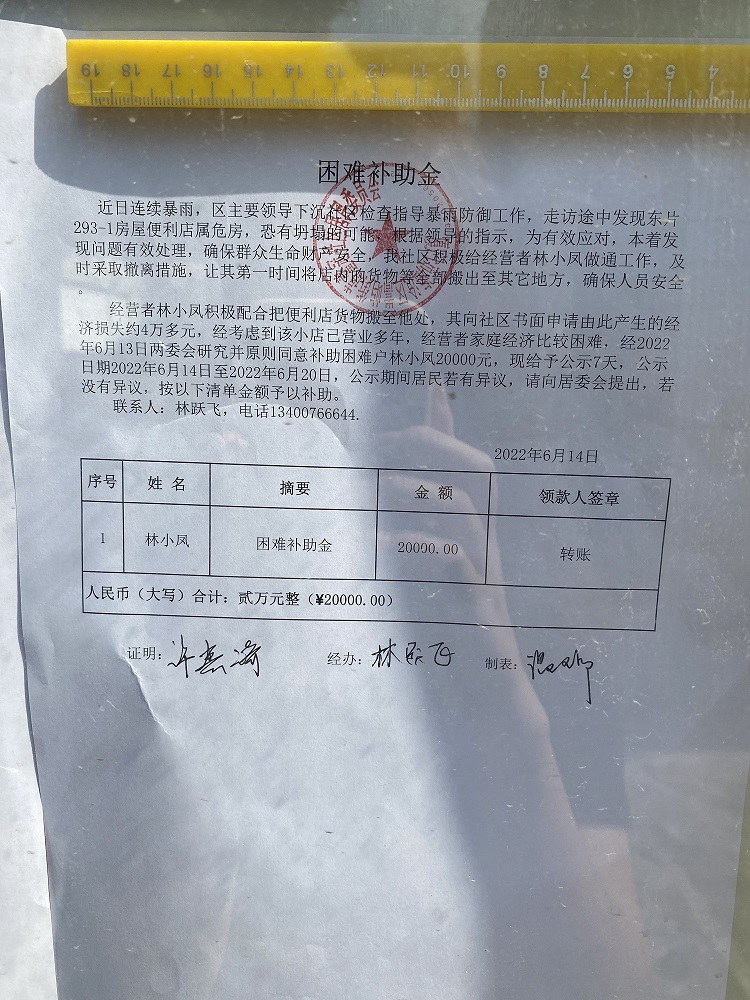 19 18 17 16 15 14 13 12 11 10 9 8 7 6 5 4
困难补助金
近日连续暴雨，区主要领导下沉社区检查指导暴雨防御工作，走访途中发现东片
293-1房屋便利店属危房，恐有坍塌的可能，根据领导的指示，为有效应对，本着发
现问题有效处理，确保群众生命财产安全，我社区积极给经营者林小凤做通工作，及
时采取撤离措施，让其第一时间将店内的货物等全部搬出至其它地方，确保人员安全
。
经营者林小凤积极配合把便利店货物搬至他处，其向社区书面申请由此产生的经
济损失约4万多元，经考虑到该小店已营业多年，经营者家庭经济比较困难，经2022
年6月13日两委会研究并原则同意补助困难户林小凤20000元，现给予公示7天，公示
日期2022年6月14日至2022年6月20日，公示期间居民若有异议，请向居委会提出，若
没有异议，按以下清单金额予以补助。
联系人：林跃飞，电话13400766644.
2022年6月14日
序号 姓 名 摘要 金 额 领款人签章
1 林小凤 困难补助金 20000.00 转账
人民币（大写）合计：贰万元整（¥20000.00）
证明： 经办：林跃飞 制表：